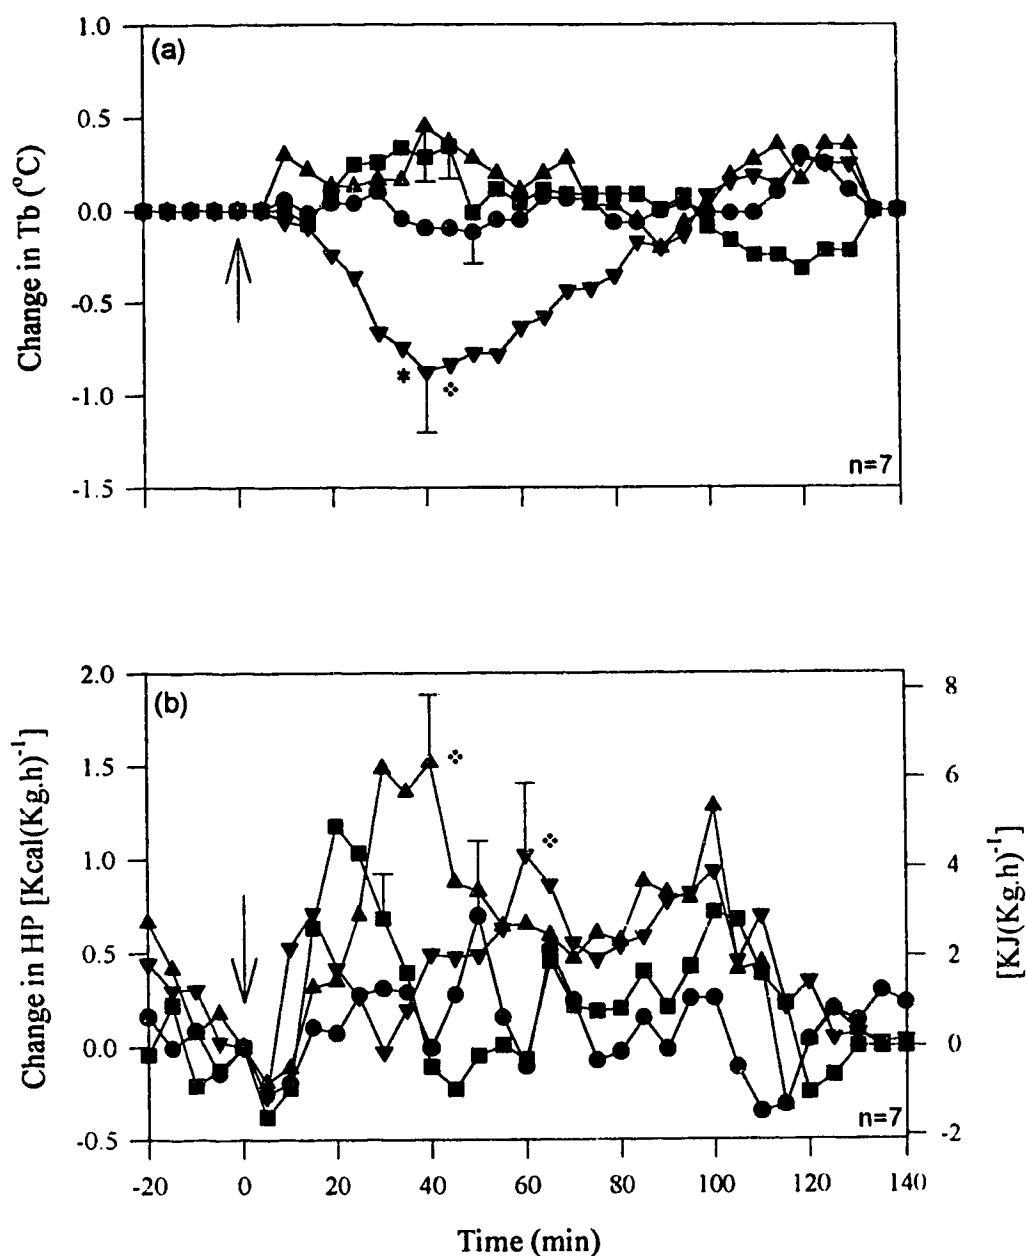 (a)
1.0
0.5
0.0
-0.5
-1.0
-1.5
Change in Tb (°C)
*
n=7
(b)
2.0
1.5
1.0
0.5
0.0
-0.5
Change in HP [Kcal(Kg.h)⁻¹]
8
6
4
2
0
-2
[KJ(Kg.h)⁻¹]
n=7
-20 0 20 40 60 80 100 120 140
Time (min)